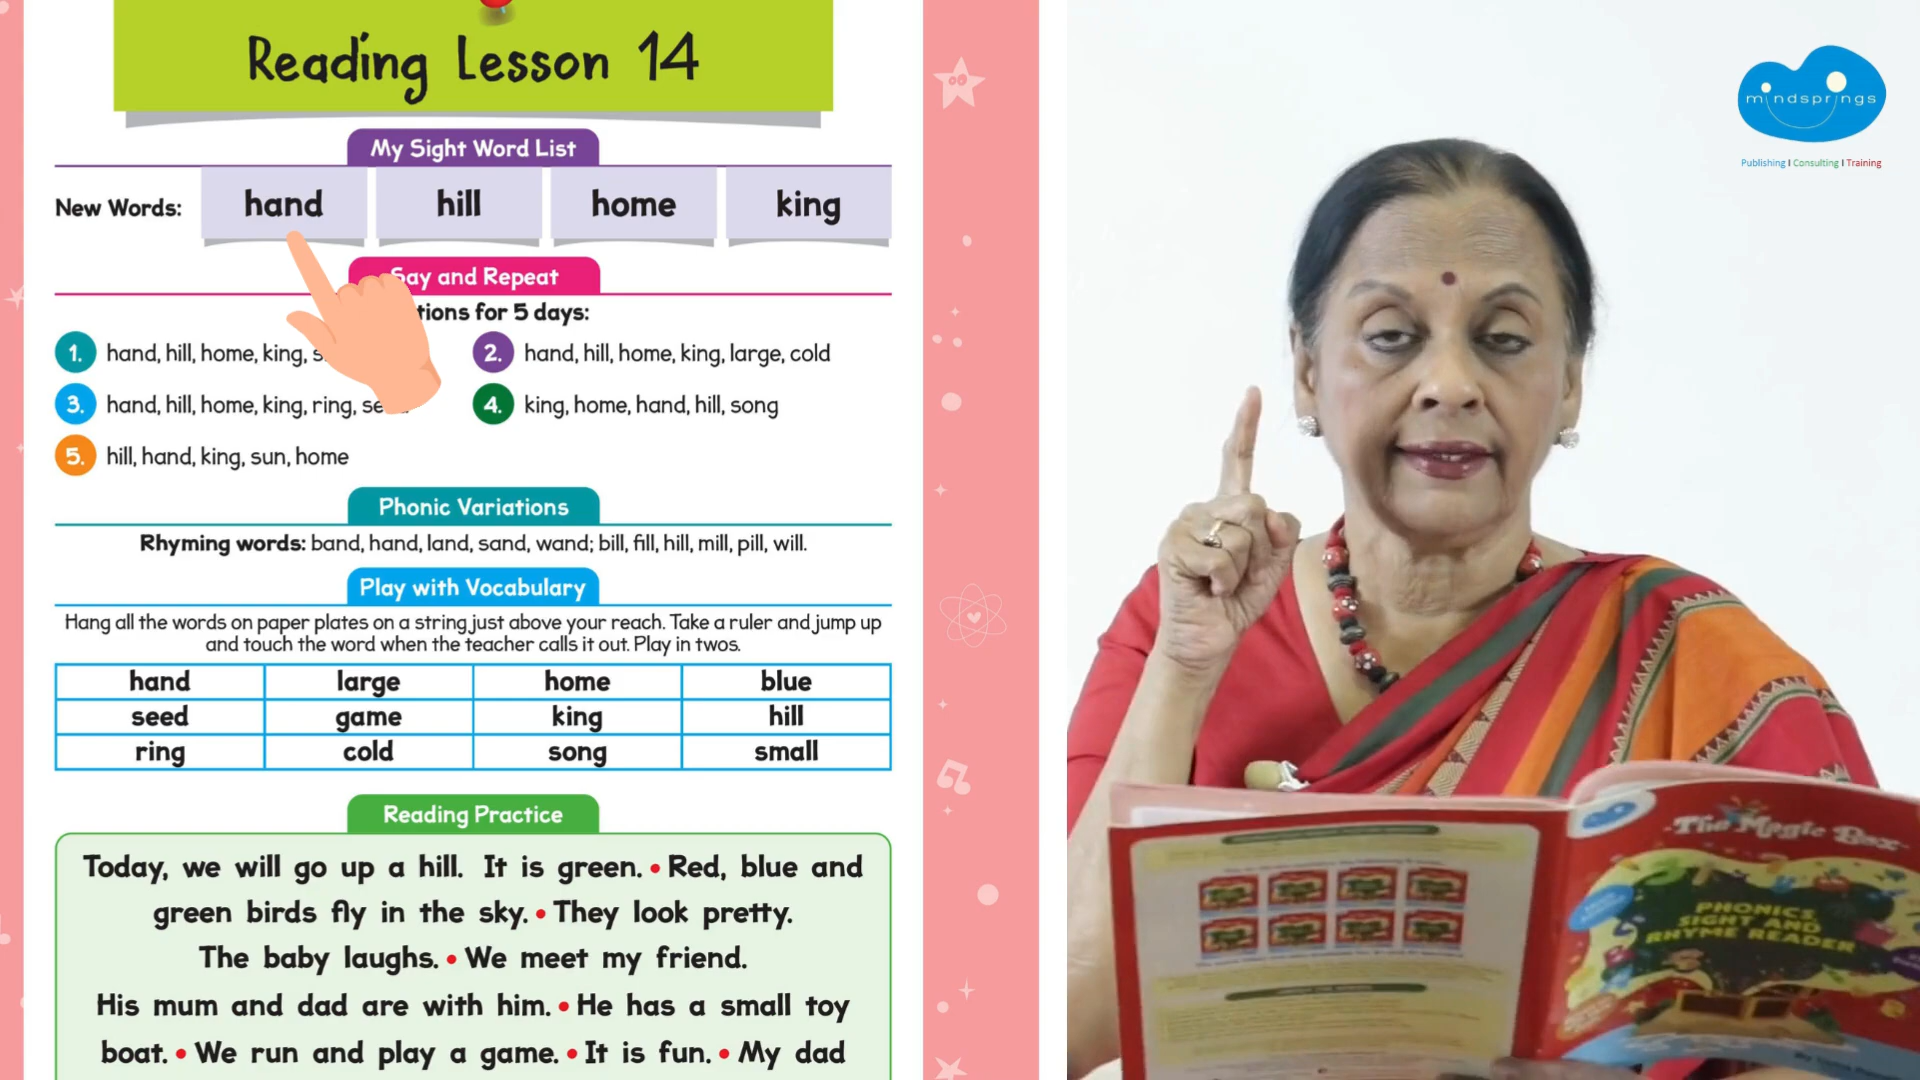 Reading Lesson 14
My Sight Word List
New Words: hand hill home king
Say and Repeat
tions for 5 days:
1. hand, hill, home, king, s
2. hand, hill, home, king, large, cold
3. hand, hill, home, king, ring, se
4. king, home, hand, hill, song
5. hill, hand, king, sun, home
Phonic Variations
Rhyming words: band, hand, land, sand, wand; bill, fill, hill, mill, pill, will.
Play with Vocabulary
Hang all the words on paper plates on a string just above your reach. Take a ruler and jump up
and touch the word when the teacher calls it out. Play in twos.
hand large home blue
seed game king hill
ring cold song small
Reading Practice
Today, we will go up a hill. It is green. • Red, blue and
green birds fly in the sky. • They look pretty.
The baby laughs. • We meet my friend.
His mum and dad are with him. • He has a small toy
boat. • We run and play a game. • It is fun. • My dad
mindsprings
Publishing I Consulting I Training
-The Magic Box-
PHONICS,
SIGHT AND
RHYME READER